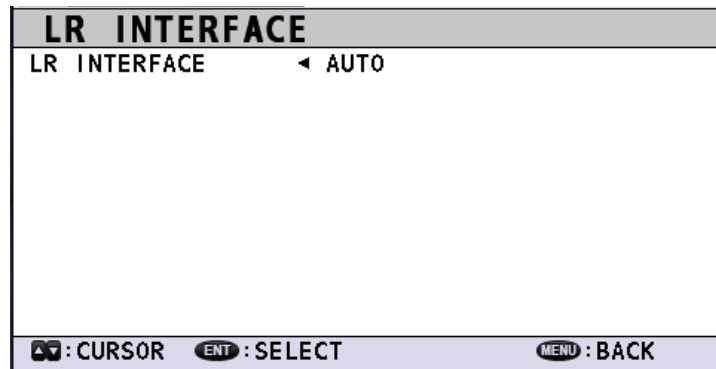 LR INTERFACE
LR INTERFACE ◄ AUTO
▲▼:CURSOR ENT:SELECT MENU:BACK